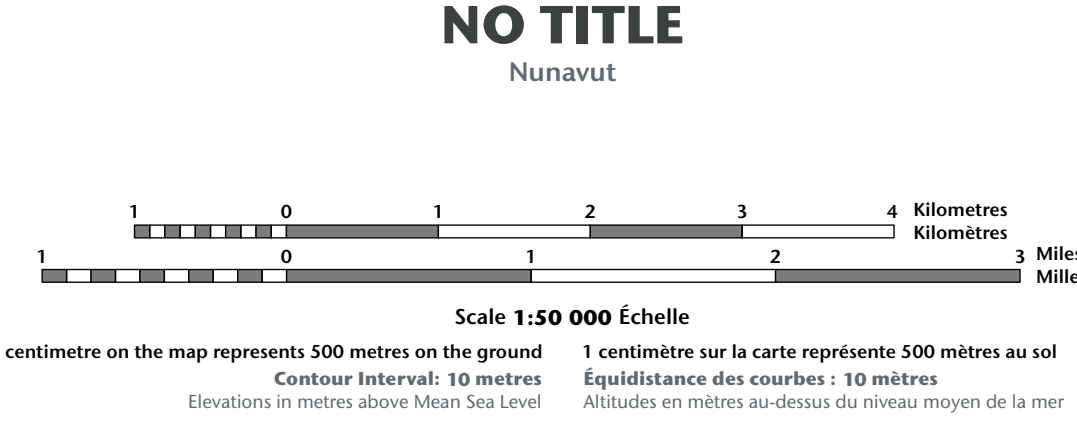 NO TITLE
Nunavut
1 0 1 2 3 4 Kilometres
Kilomètres
1 0 1 2 3 Miles
Mille
Scale 1:50 000 Échelle
centimetre on the map represents 500 metres on the ground
1 centimètre sur la carte représente 500 mètres au sol
Contour Interval: 10 metres
Équidistance des courbes : 10 mètres
Elevations in metres above Mean Sea Level
Altitudes en mètres au-dessus du niveau moyen de la mer